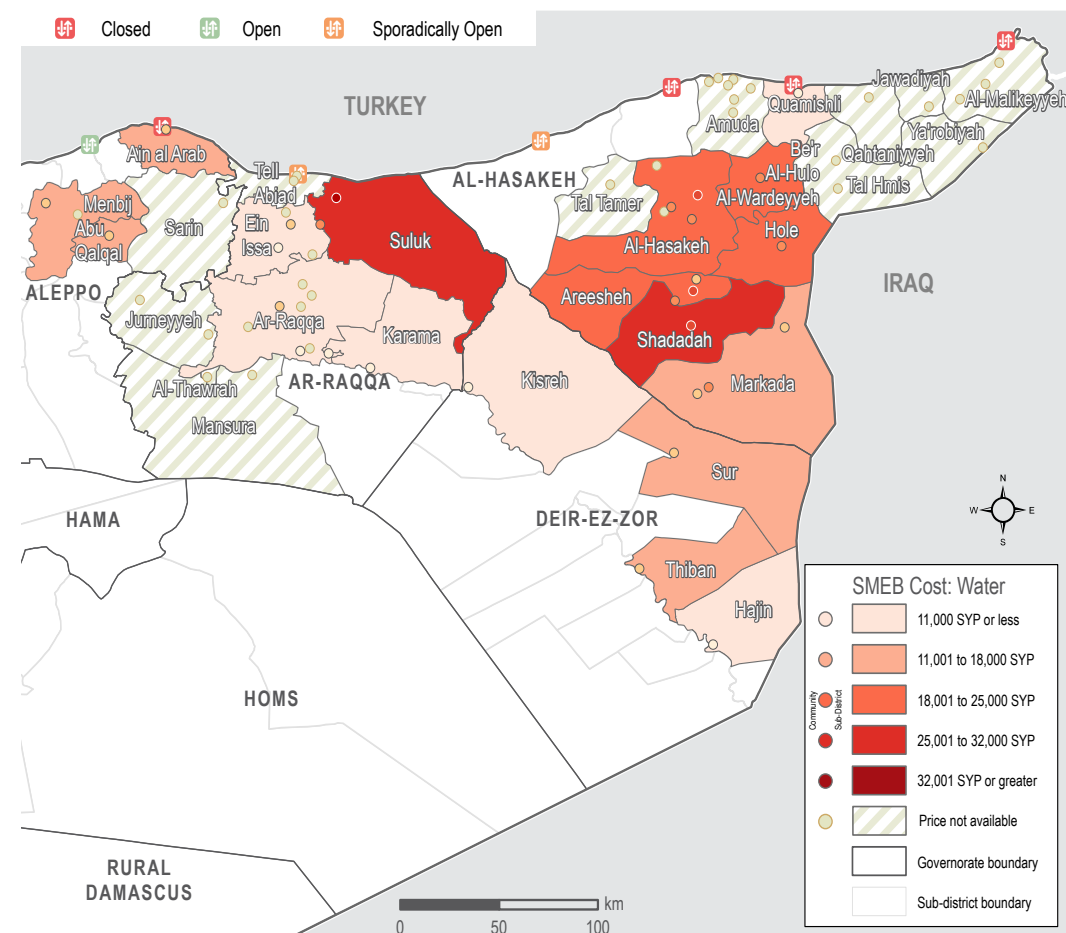 Closed
Open
Sporadically Open
TURKEY
Jawadiyah
Al-Malikeyyeh
Quamishli
Amuda
Ya'robiyah
Ain al Arab
Be'r
Al-Hulo
Al-Wardeyyeh
Qahtaniyyeh
Tell
Abiad
AL-HASAKEH
Tal Hmis
Tal Tamer
Menbij
Abu
Qalqal
Sarin
Ein
Issa
Suluk
Al-Hasakeh
Hole
IRAQ
ALEPPO
Jurneyyeh
Ar-Raqqa
Karama
Areesheh
Shadadah
AR-RAQQA
Kisreh
Markada
Al-Thawrah
Mansura
Sur
HAMA
DEIR-EZ-ZOR
N
W
E
S
Thiban
Hajin
HOMS
RURAL
DAMASCUS
SMEB Cost: Water
Community
Sub-District
11,000 SYP or less
11,001 to 18,000 SYP
18,001 to 25,000 SYP
25,001 to 32,000 SYP
32,001 SYP or greater
Price not available
Governorate boundary
Sub-district boundary
km
0
50
100